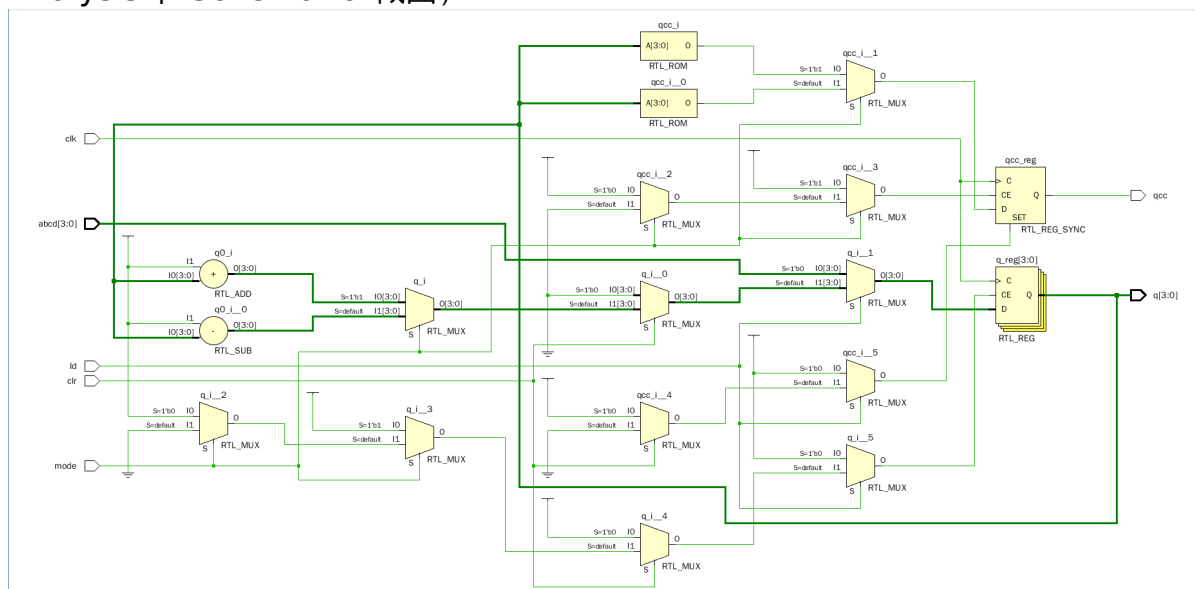 qcc_i
A[3:0] O
RTL_ROM
qcc_i__0
A[3:0] O
RTL_ROM
qcc_i__1
S=1'b1 I0
S=default I1
O
S
RTL_MUX
clk
qcc_i__2
S=1'b0 I0
S=default I1
O
S
RTL_MUX
qcc_i__3
S=1'b1 I0
S=default I1
O
S
RTL_MUX
qcc_reg
C
CE
D
Q
SET
RTL_REG_SYNC
qcc
abcd[3:0]
q0_i
I1
I0[3:0]
+
O[3:0]
RTL_ADD
q0_i__0
I1
I0[3:0]
-
O[3:0]
RTL_SUB
q_i
S=1'b1 I0[3:0]
S=default I1[3:0]
O[3:0]
S
RTL_MUX
q_i__0
S=1'b0 I0[3:0]
S=default I1[3:0]
O[3:0]
S
RTL_MUX
q_i__1
S=1'b0 I0[3:0]
S=default I1[3:0]
O[3:0]
S
RTL_MUX
q_reg[3:0]
C
CE
D
Q
RTL_REG
q[3:0]
ld
clr
q_i__2
S=1'b0 I0
S=default I1
O
S
RTL_MUX
q_i__3
S=1'b1 I0
S=default I1
O
S
RTL_MUX
qcc_i__4
S=1'b0 I0
S=default I1
O
S
RTL_MUX
qcc_i__5
S=1'b0 I0
S=default I1
O
S
RTL_MUX
mode
q_i__5
S=1'b0 I0
S=default I1
O
S
RTL_MUX
q_i__4
S=1'b0 I0
S=default I1
O
S
RTL_MUX